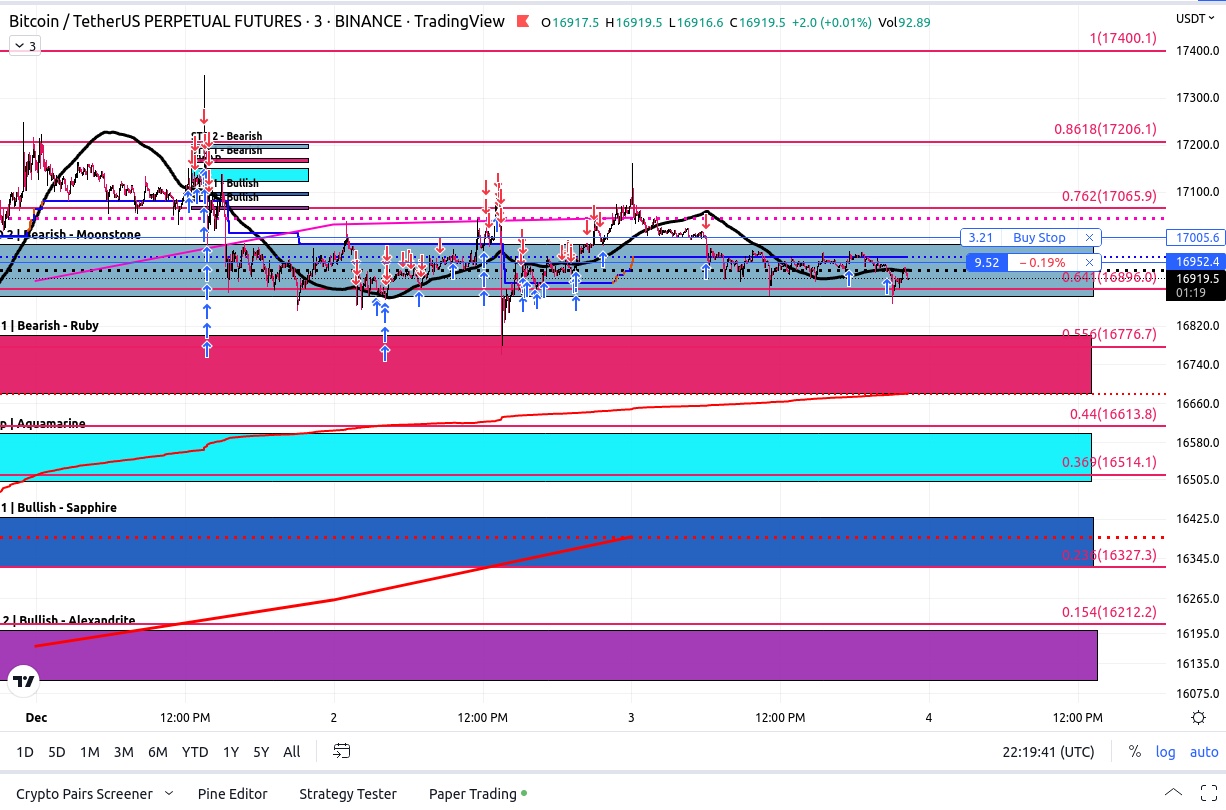 Bitcoin / TetherUS PERPETUAL FUTURES · 3 · BINANCE · TradingView O16917.5 H16919.5 L16916.6 C16919.5 +2.0 (+0.01%) Vol92.89
USDT
3
1(17400.1)
17400.0
17300.0
0.8618(17206.1)
2 - Bearish
17200.0
1 - Bearish
Bullish
Bullish
0.762(17065.9)
17100.0
2 | Bearish - Moonstone
3.21 Buy Stop
17005.6
9.52 −0.19%
16952.4
0.641(16896.0)
16919.5
01:19
1 | Bearish - Ruby
16820.0
0.556(16776.7)
16740.0
16660.0
0.44(16613.8)
p | Aquamarine
16580.0
0.369(16514.1)
16505.0
1 | Bullish - Sapphire
16425.0
0.236(16327.3)
16345.0
16265.0
0.154(16212.2)
2 | Bullish - Alexandrite
16195.0
16135.0
16075.0
Dec 12:00 PM 2 12:00 PM 3 12:00 PM 4 12:00 PM
1D 5D 1M 3M 6M YTD 1Y 5Y All 22:19:41 (UTC) % log auto
Crypto Pairs Screener Pine Editor Strategy Tester Paper Trading